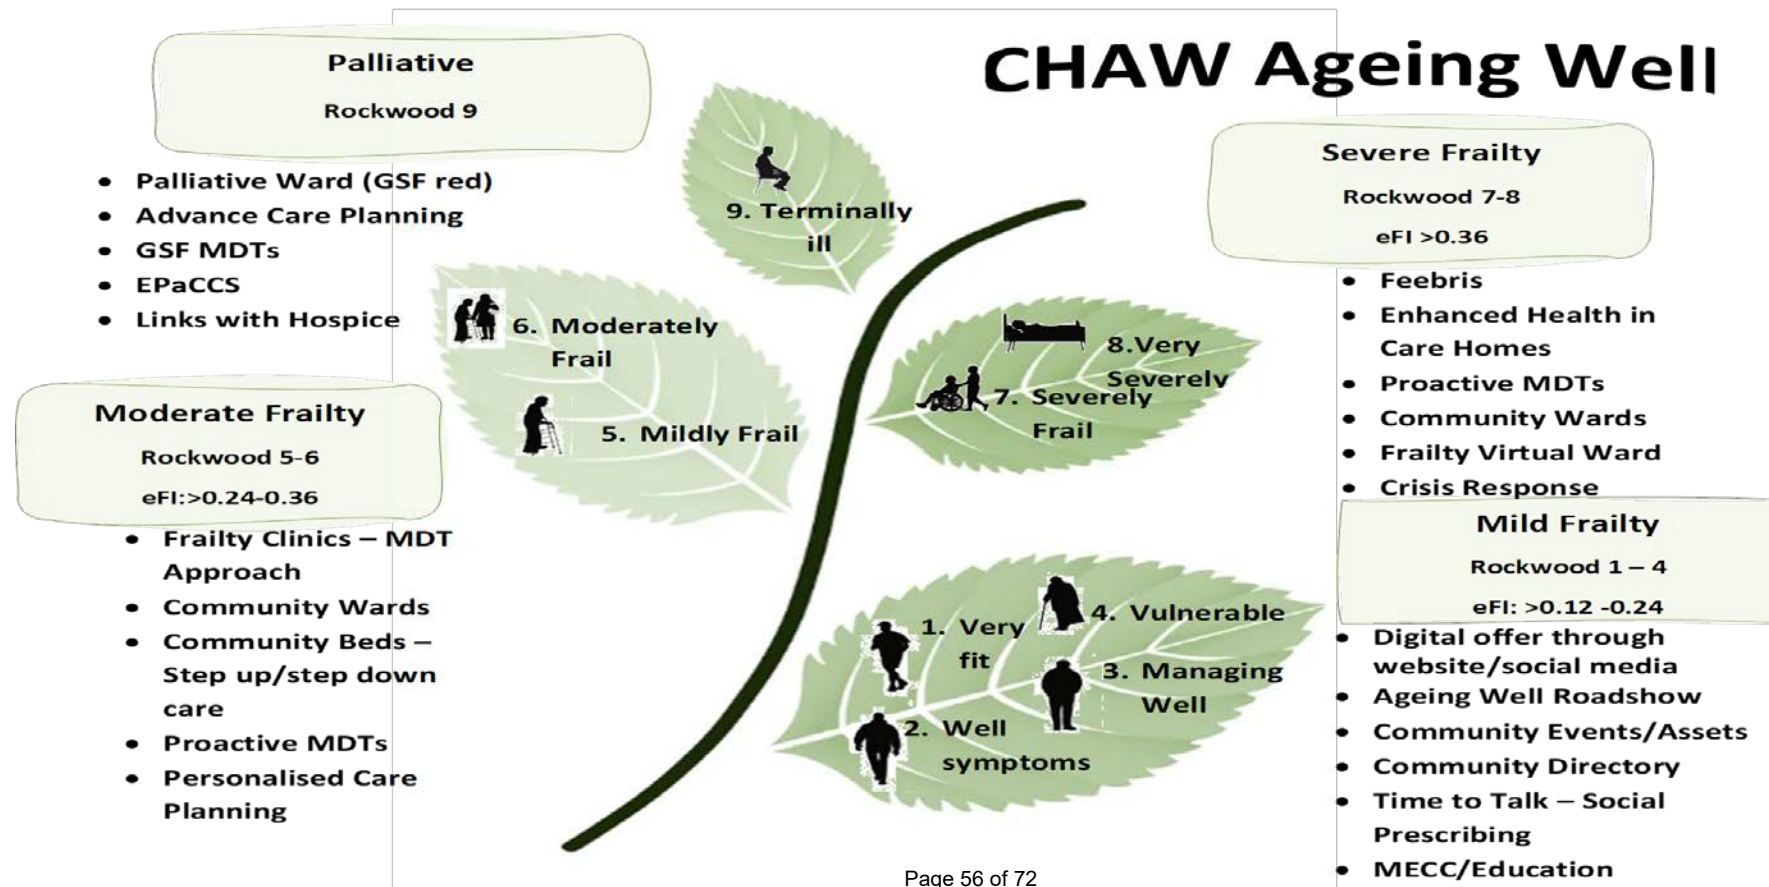 CHAW Ageing Well
Palliative
Rockwood 9
• Palliative Ward (GSF red)
• Advance Care Planning
• GSF MDTs
• EPaCCS
• Links with Hospice
Moderate Frailty
Rockwood 5-6
eFI:>0.24-0.36
• Frailty Clinics – MDT
Approach
• Community Wards
• Community Beds –
Step up/step down
care
• Proactive MDTs
• Personalised Care
Planning
9. Terminally
ill
6. Moderately
Frail
5. Mildly Frail
8.Very
Severely
7. Severely
Frail
1. Very
fit
4. Vulnerable
3. Managing
Well
2. Well
symptoms
Severe Frailty
Rockwood 7-8
eFI >0.36
• Feebris
• Enhanced Health in
Care Homes
• Proactive MDTs
• Community Wards
• Frailty Virtual Ward
• Crisis Response
Mild Frailty
Rockwood 1 – 4
eFI: >0.12 -0.24
• Digital offer through
website/social media
• Ageing Well Roadshow
• Community Events/Assets
• Community Directory
• Time to Talk – Social
Prescribing
• MECC/Education
Page 56 of 72